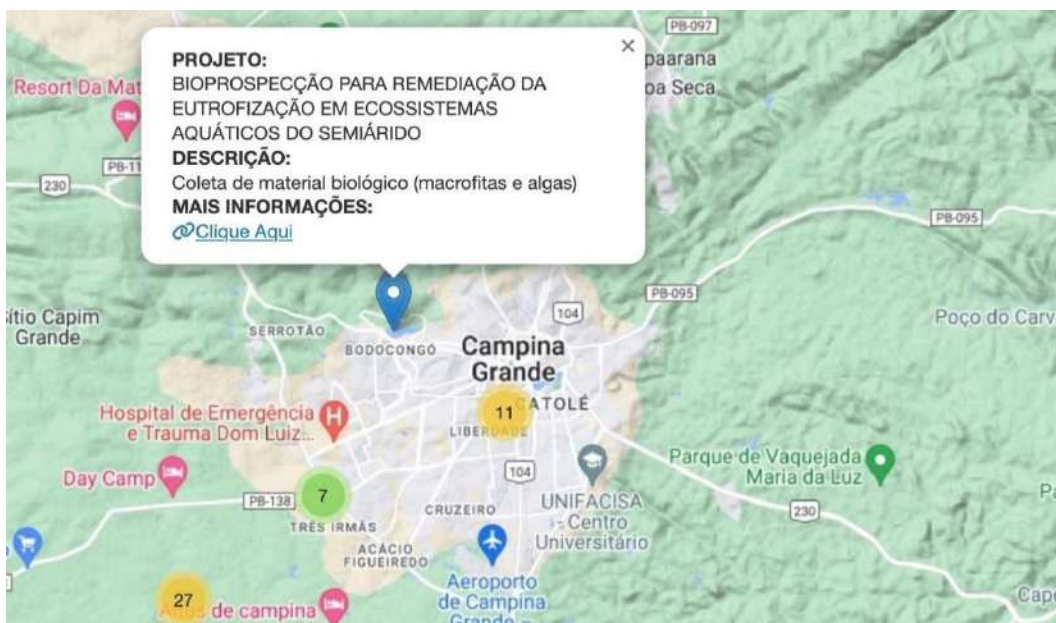 PB-097
×
PROJETO:
BIOPROSPECÇÃO PARA REMEDIAÇÃO DA
EUTROFIZAÇÃO EM ECOSSISTEMAS
AQUÁTICOS DO SEMIÁRIDO
DESCRIÇÃO:
Coleta de material biológico (macrofitas e algas)
MAIS INFORMAÇÕES:
Clique Aqui
paarana
oa Seca
Resort Da Mat
PB-11
230
PB-095
PB-095
104
ítio Capim
Grande
Poço do Carv
SERROTÃO
BODOCONGÓ
Campina
Grande
11
CATOLÉ
LIBERDADE
Hospital de Emergência
e Trauma Dom Luiz...
H
Day Camp
PB-138
7
TRÊS IRMÃS
104
CRUZEIRO
UNIFACISA
- Centro
Universitário
Parque de Vaquejada
Maria da Luz
230
ACÁCIO
FIGUEIREDO
Aeroporto
de Campina
Grande –
27
s de campina
Cape